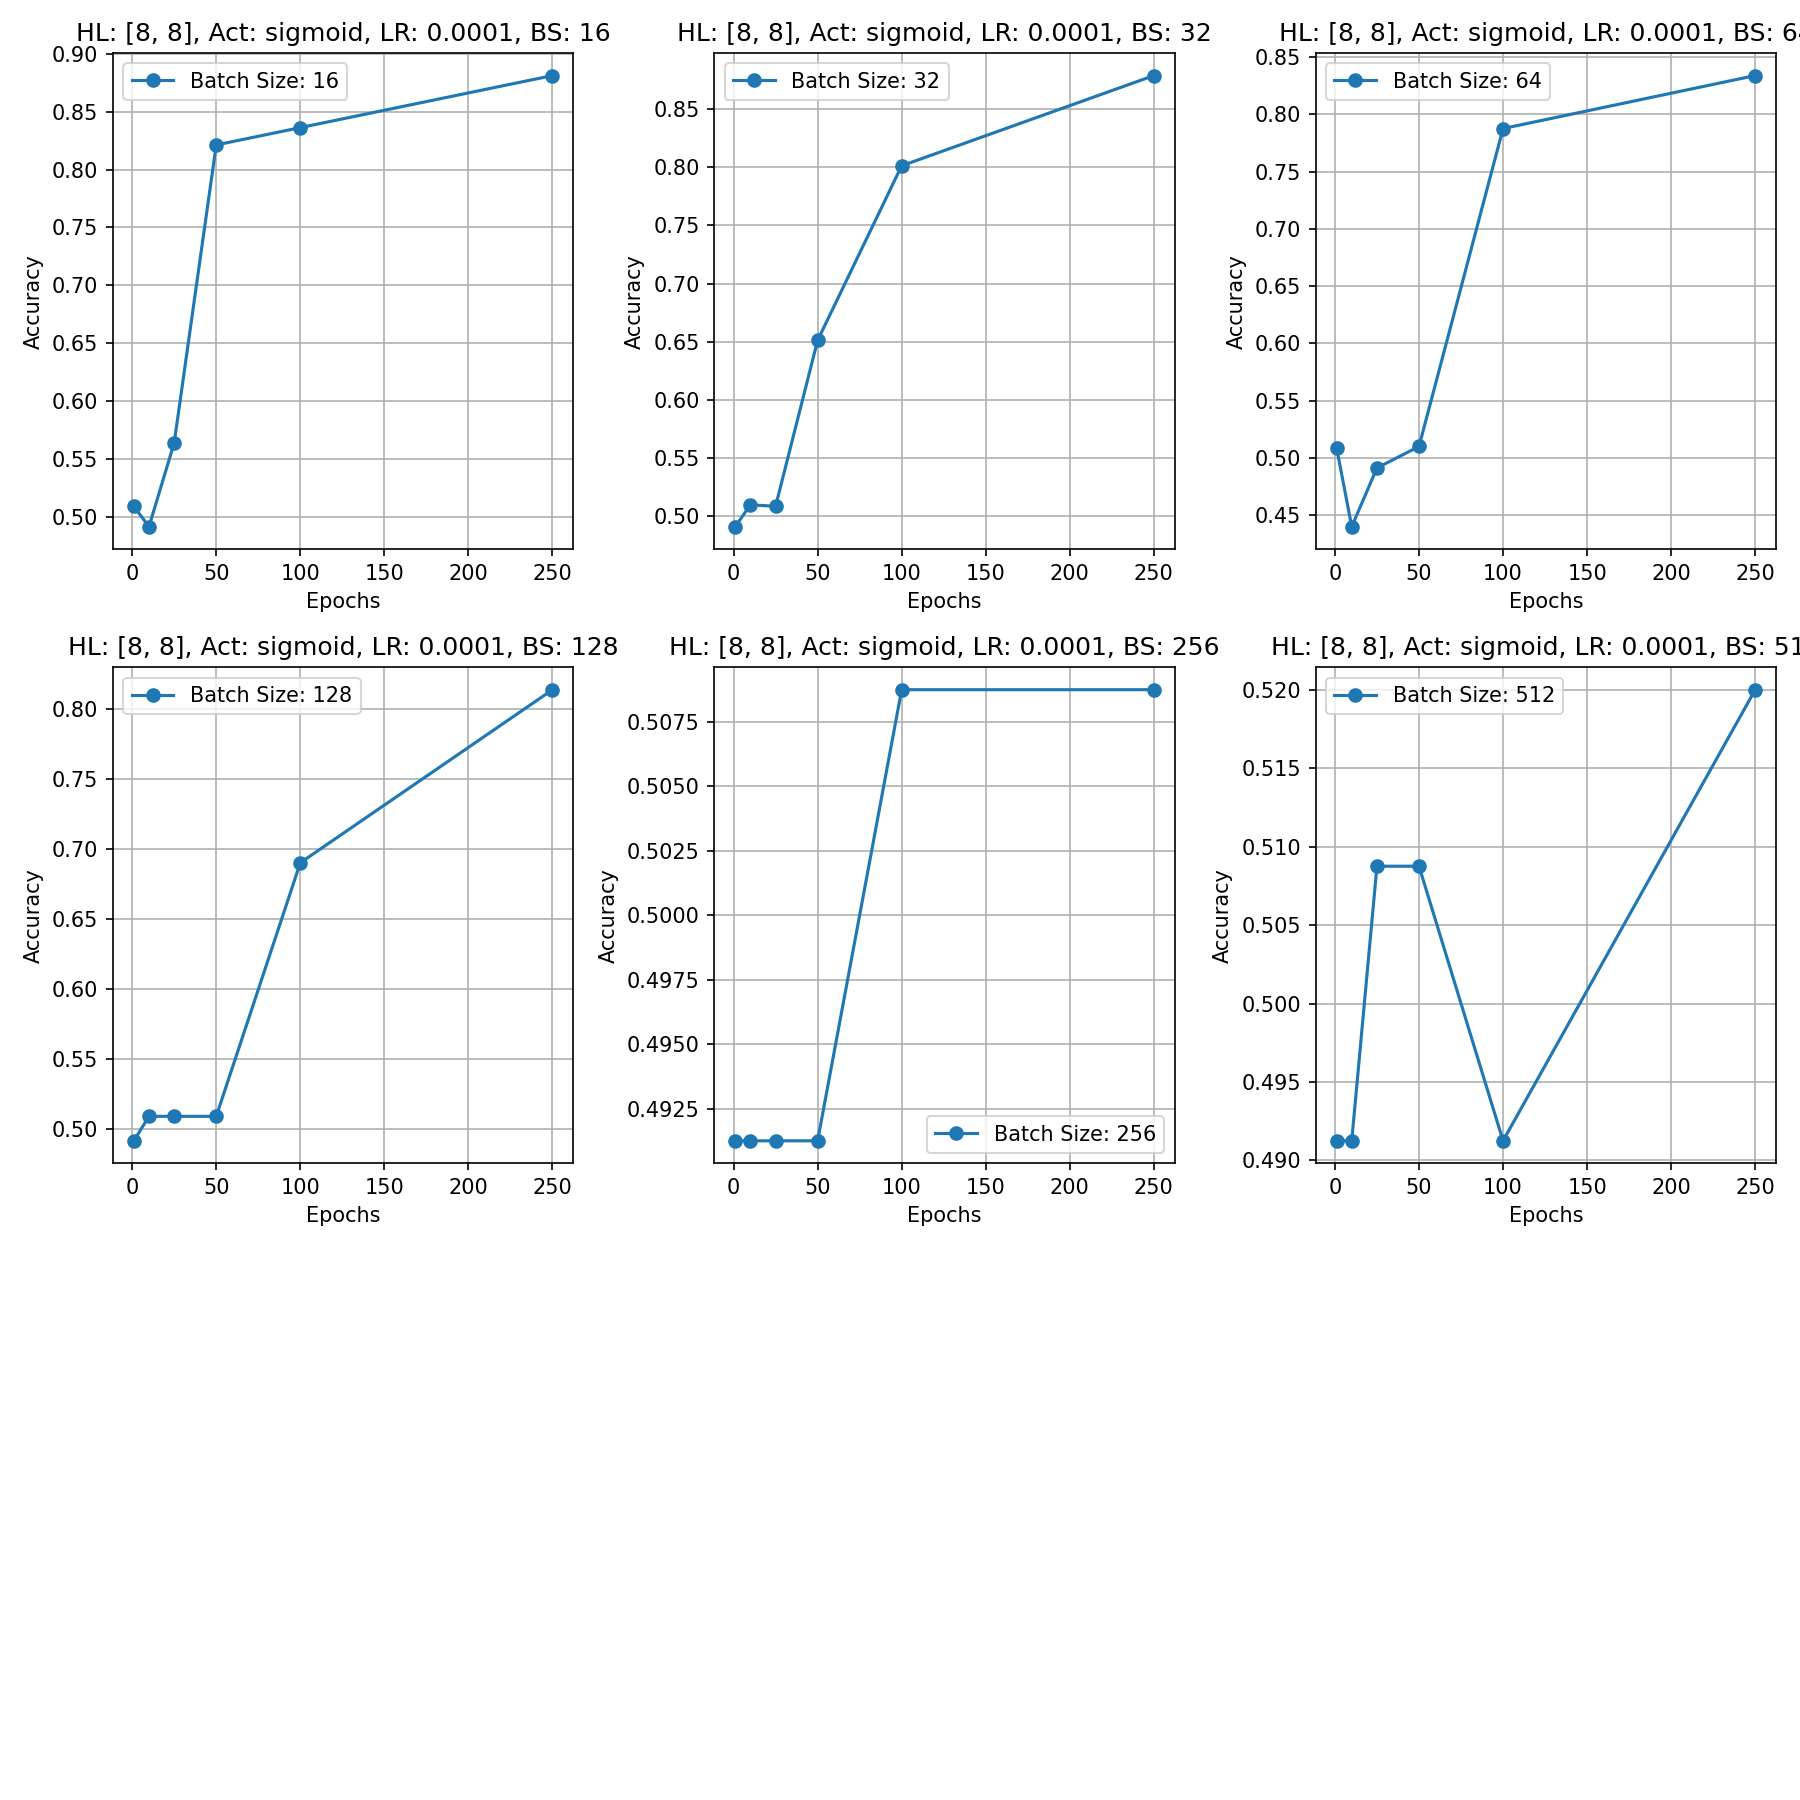 HL: [8, 8], Act: sigmoid, LR: 0.0001, BS: 16
Batch Size: 16
0.90
0.85
0.80
0.75
0.70
0.65
0.60
0.55
0.50
Accuracy
0 50 100 150 200 250
Epochs
HL: [8, 8], Act: sigmoid, LR: 0.0001, BS: 32
Batch Size: 32
0.85
0.80
0.75
0.70
0.65
0.60
0.55
0.50
Accuracy
0 50 100 150 200 250
Epochs
HL: [8, 8], Act: sigmoid, LR: 0.0001, BS: 64
Batch Size: 64
0.85
0.80
0.75
0.70
0.65
0.60
0.55
0.50
0.45
Accuracy
0 50 100 150 200 250
Epochs
HL: [8, 8], Act: sigmoid, LR: 0.0001, BS: 128
Batch Size: 128
0.80
0.75
0.70
0.65
0.60
0.55
0.50
Accuracy
0 50 100 150 200 250
Epochs
HL: [8, 8], Act: sigmoid, LR: 0.0001, BS: 256
0.5075
0.5050
0.5025
0.5000
0.4975
0.4950
0.4925
Batch Size: 256
Accuracy
0 50 100 150 200 250
Epochs
HL: [8, 8], Act: sigmoid, LR: 0.0001, BS: 51
Batch Size: 512
0.520
0.515
0.510
0.505
0.500
0.495
0.490
Accuracy
0 50 100 150 200 250
Epochs